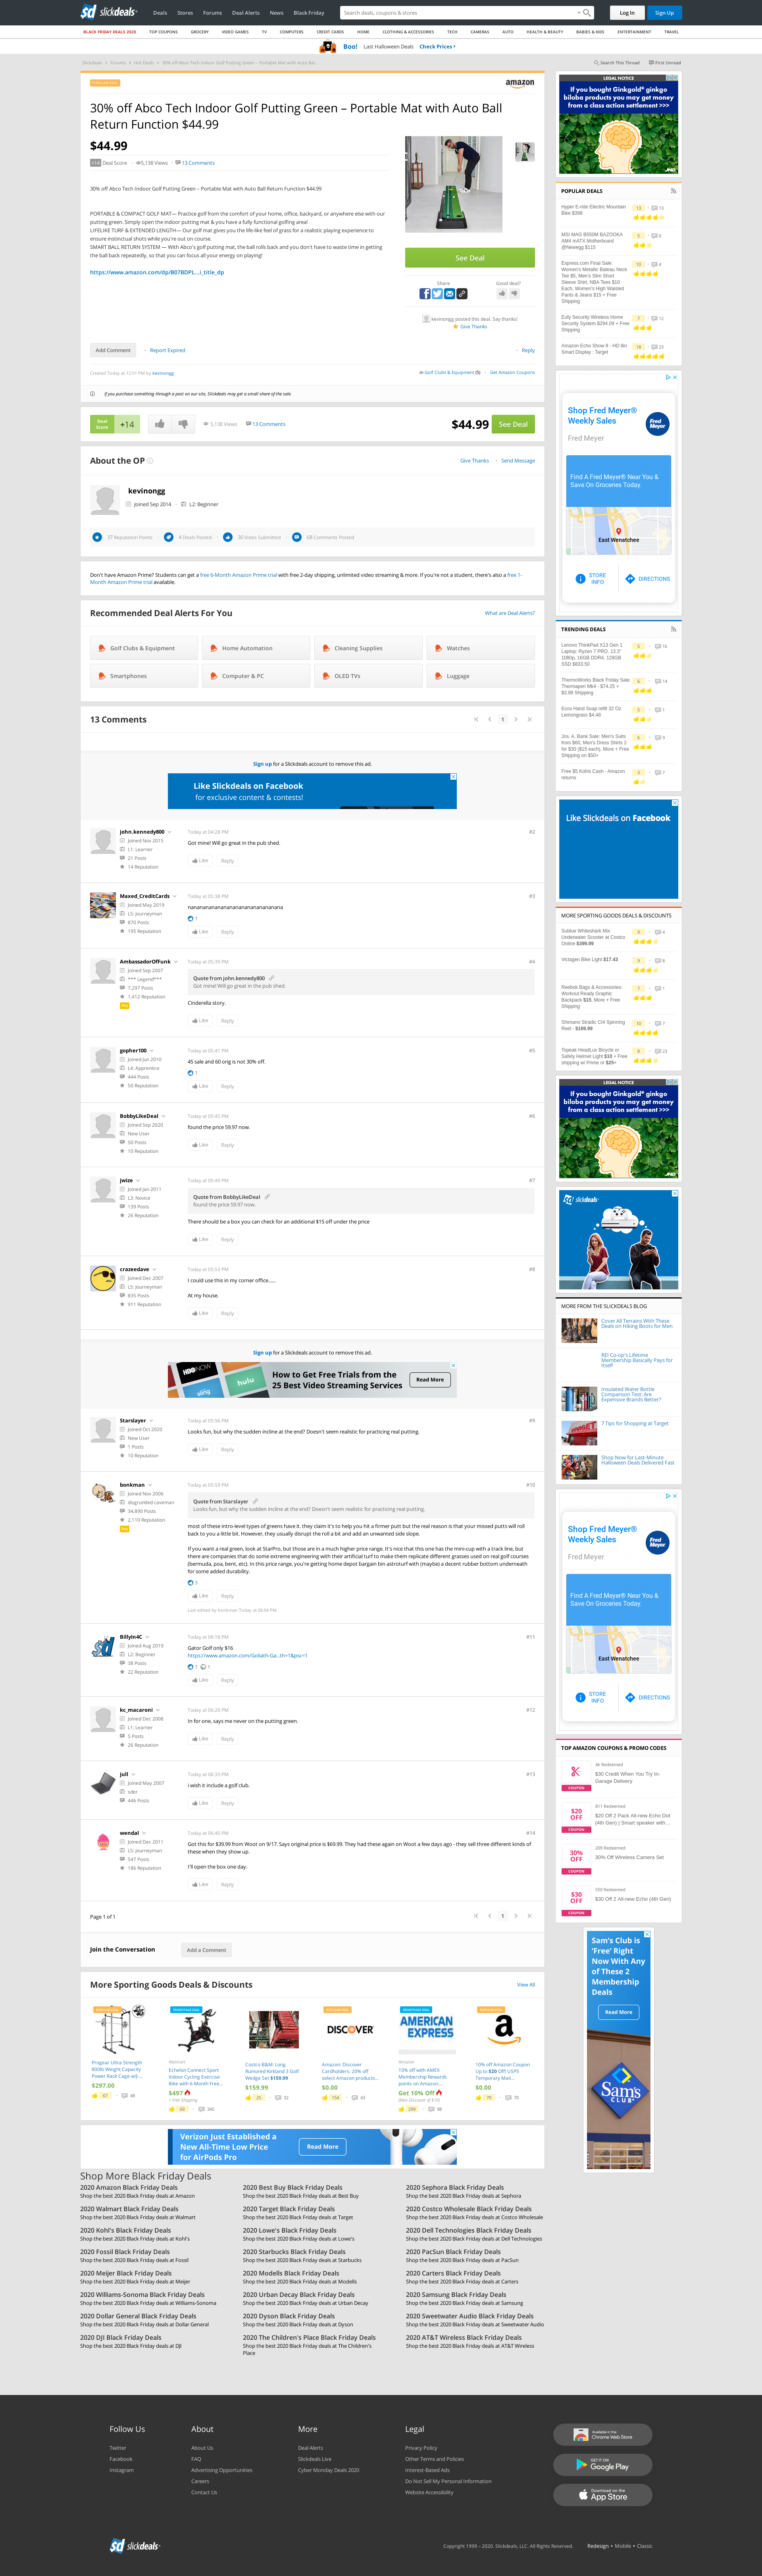 slickdeals
Deals
Stores
Forums
Deal Alerts
News
Black Friday
Search deals, coupons & stores
Log In
Sign Up
BLACK FRIDAY DEALS 2020
TOP COUPONS
GROCERY
VIDEO GAMES
TV
COMPUTERS
CREDIT CARDS
HOME
CLOTHING & ACCESSORIES
TECH
CAMERAS
AUTO
HEALTH & BEAUTY
BABIES & KIDS
ENTERTAINMENT
TRAVEL
Boo! Last Halloween Deals Check Prices ›
Slickdeals › Forums › Hot Deals › 30% off Abco Tech Indoor Golf Putting Green – Portable Mat with Auto Bal...
Search This Thread
First Unread
amazon
30% off Abco Tech Indoor Golf Putting Green – Portable Mat with Auto Ball
Return Function $44.99
$44.99
+14 Deal Score
5,138 Views
13 Comments
30% off Abco Tech Indoor Golf Putting Green – Portable Mat with Auto Ball Return Function $44.99
PORTABLE & COMPACT GOLF MAT— Practice golf from the comfort of your home, office, backyard, or anywhere else with our
putting green. Simply open the indoor putting mat & you have a fully functional golfing area!
LIFELIKE TURF & EXTENDED LENGTH— Our golf mat gives you the life-like feel of golf for a realistic playing experience to
ensure instinctual shots while you're out on course.
SMART BALL RETURN SYSTEM — With Abco's golf putting mat, the ball rolls back and you don't have to waste time in getting
the ball back repeatedly, so that you can focus all your energy on playing!
https://www.amazon.com/dp/B07BDPL...i_title_dp
See Deal
Share
Good deal?
kevinongg posted this deal. Say thanks!
Give Thanks
Add Comment
Report Expired
Reply
Created Today at 12:51 PM by kevinongg
in Golf Clubs & Equipment (5)
Get Amazon Coupons
If you purchase something through a post on our site, Slickdeals may get a small share of the sale.
Deal
Score
+14
5,138 Views
13 Comments
$44.99
See Deal
About the OP
Give Thanks
Send Message
kevinongg
Joined Sep 2014
L2: Beginner
37 Reputation Points
4 Deals Posted
30 Votes Submitted
68 Comments Posted
Don't have Amazon Prime? Students can get a free 6-Month Amazon Prime trial with free 2-day shipping, unlimited video streaming & more. If you're not a student, there's also a free 1-
Month Amazon Prime trial available.
Recommended Deal Alerts For You
What are Deal Alerts?
Golf Clubs & Equipment
Home Automation
Cleaning Supplies
Watches
Smartphones
Computer & PC
OLED TVs
Luggage
13 Comments
1
Sign up for a Slickdeals account to remove this ad.
Like Slickdeals on Facebook
for exclusive content & contests!
john.kennedy800
Joined Nov 2015
L1: Learner
21 Posts
14 Reputation
Today at 04:28 PM
#2
Got mine! Will go great in the pub shed.
Like
Reply
Maxed_CreditCards
Joined May 2019
L5: Journeyman
870 Posts
195 Reputation
Today at 05:38 PM
#3
nananananananananananananananana
1
Like
Reply
AmbassadorOfFunk
Joined Sep 2007
*** Legend***
7,297 Posts
1,412 Reputation
Pro
Today at 05:39 PM
#4
Quote from john.kennedy800
Got mine! Will go great in the pub shed.
Cinderella story.
Like
Reply
gopher100
Joined Jun 2010
L4: Apprentice
444 Posts
50 Reputation
Today at 05:41 PM
#5
45 sale and 60 orig is not 30% off.
1
Like
Reply
BobbyLikeDeal
Joined Sep 2020
New User
50 Posts
10 Reputation
Today at 05:45 PM
#6
found the price 59.97 now.
Like
Reply
jwize
Joined Jan 2011
L3: Novice
139 Posts
26 Reputation
Today at 05:49 PM
#7
Quote from BobbyLikeDeal
found the price 59.97 now.
There should be a box you can check for an additional $15 off under the price
Like
Reply
crazeedave
Joined Dec 2007
L5: Journeyman
835 Posts
911 Reputation
Today at 05:53 PM
#8
I could use this in my corner office......
At my house.
Like
Reply
Sign up for a Slickdeals account to remove this ad.
HBO NOW
sling
hulu
How to Get Free Trials from the
25 Best Video Streaming Services
Read More
Starslayer
Joined Oct 2020
New User
1 Posts
10 Reputation
Today at 05:56 PM
#9
Looks fun, but why the sudden incline at the end? Doesn't seem realistic for practicing real putting.
Like
Reply
bonkman
Joined Nov 2006
disgruntled caveman
34,890 Posts
2,110 Reputation
Pro
Today at 05:59 PM
#10
Quote from Starslayer
Looks fun, but why the sudden incline at the end? Doesn't seem realistic for practicing real putting.
most of these intro-level types of greens have it. they claim it's to help you hit a firmer putt but the real reason is that your missed putts will roll
back to you a little bit. However, they usually disrupt the roll a bit and add an unwanted side slope.
If you want a real green, look at StarPro, but those are in a much higher price range. It's nice that this one has the mini-cup with a track line, but
there are companies that do some extreme engineering with their artificial turf to make them replicate different grasses used on real golf courses
(bermuda, poa, bent, etc). In this price range, you're getting home depot bargain bin astroturf with (maybe) a decent rubber bottom underneath
for some added durability.
3
Like
Reply
Last edited by bonkman Today at 06:04 PM
BillyIn4C
Joined Aug 2019
L2: Beginner
38 Posts
22 Reputation
Today at 06:18 PM
#11
Gator Golf only $16
https://www.amazon.com/Goliath-Ga...th=1&psc=1
1
1
Like
Reply
kc_macaroni
Joined Dec 2008
L1: Learner
5 Posts
26 Reputation
Today at 06:20 PM
#12
In for one, says mr never on the putting green.
Like
Reply
jull
Joined May 2007
sder
446 Posts
Today at 06:35 PM
#13
i wish it include a golf club.
Like
Reply
wendal
Joined Dec 2011
L5: Journeyman
547 Posts
186 Reputation
Today at 06:40 PM
#14
Got this for $39.99 from Woot on 9/17. Says original price is $69.99. They had these again on Woot a few days ago - they sell three different kinds of
these when they show up.
I'll open the box one day.
Like
Reply
Page 1 of 1
1
Join the Conversation
Add a Comment
More Sporting Goods Deals & Discounts
View All
Progear Ultra Strength
800lb Weight Capacity
Power Rack Cage w/J-...
$297.00
67
48
Walmart
Echelon Connect Sport
Indoor Cycling Exercise
Bike with 6-Month Free...
$497
+ Free Shipping
69
345
Costco B&M: Long
Rumored Kirkland 3 Golf
Wedge Set $159.99
$159.99
25
32
DISCOVER
Amazon: Discover
Cardholders: 20% off
select Amazon products...
$0.00
154
43
AMERICAN
EXPRESS
Amazon
10% off with AMEX
Membership Rewards
points on Amazon...
Get 10% Off
(Max Discount of $10)
299
98
10% off Amazon Coupon
Up to $20 Off! USPS
Temporary Mail...
$0.00
79
70
Verizon Just Established a
New All-Time Low Price
for AirPods Pro
Read More
Shop More Black Friday Deals
2020 Amazon Black Friday Deals
Shop the best 2020 Black Friday deals at Amazon
2020 Best Buy Black Friday Deals
Shop the best 2020 Black Friday deals at Best Buy
2020 Sephora Black Friday Deals
Shop the best 2020 Black Friday deals at Sephora
2020 Walmart Black Friday Deals
Shop the best 2020 Black Friday deals at Walmart
2020 Target Black Friday Deals
Shop the best 2020 Black Friday deals at Target
2020 Costco Wholesale Black Friday Deals
Shop the best 2020 Black Friday deals at Costco Wholesale
2020 Kohl's Black Friday Deals
Shop the best 2020 Black Friday deals at Kohl's
2020 Lowe's Black Friday Deals
Shop the best 2020 Black Friday deals at Lowe's
2020 Dell Technologies Black Friday Deals
Shop the best 2020 Black Friday deals at Dell Technologies
2020 Fossil Black Friday Deals
Shop the best 2020 Black Friday deals at Fossil
2020 Starbucks Black Friday Deals
Shop the best 2020 Black Friday deals at Starbucks
2020 PacSun Black Friday Deals
Shop the best 2020 Black Friday deals at PacSun
2020 Meijer Black Friday Deals
Shop the best 2020 Black Friday deals at Meijer
2020 Modells Black Friday Deals
Shop the best 2020 Black Friday deals at Modells
2020 Carters Black Friday Deals
Shop the best 2020 Black Friday deals at Carters
2020 Williams-Sonoma Black Friday Deals
Shop the best 2020 Black Friday deals at Williams-Sonoma
2020 Urban Decay Black Friday Deals
Shop the best 2020 Black Friday deals at Urban Decay
2020 Samsung Black Friday Deals
Shop the best 2020 Black Friday deals at Samsung
2020 Dollar General Black Friday Deals
Shop the best 2020 Black Friday deals at Dollar General
2020 Dyson Black Friday Deals
Shop the best 2020 Black Friday deals at Dyson
2020 Sweetwater Audio Black Friday Deals
Shop the best 2020 Black Friday deals at Sweetwater Audio
2020 DJI Black Friday Deals
Shop the best 2020 Black Friday deals at DJI
2020 The Children's Place Black Friday Deals
Shop the best 2020 Black Friday deals at The Children's
Place
2020 AT&T Wireless Black Friday Deals
Shop the best 2020 Black Friday deals at AT&T Wireless
LEGAL NOTICE
If you bought Ginkgold® ginkgo
biloba products you may get money
from a class action settlement >>>
JND
POPULAR DEALS
Hyper E-ride Electric Mountain
Bike $398
13
13
MSI MAG B550M BAZOOKA
AM4 mATX Motherboard
@Newegg $115
5
0
Express.com Final Sale:
Women's Metallic Bateau Neck
Tee $5, Men's Slim Short
Sleeve Shirt, NBA Tees $10
Each, Women's High Waisted
Pants & Jeans $15 + Free
Shipping
10
4
Eufy Security Wireless Home
Security System $284.09 + Free
Shipping
7
12
Amazon Echo Show 8 - HD 8in
Smart Display : Target
18
23
Shop Fred Meyer®
Weekly Sales
Fred Meyer
Find A Fred Meyer® Near You &
Save On Groceries Today.
East Wenatchee
STORE
INFO
DIRECTIONS
TRENDING DEALS
Lenovo ThinkPad X13 Gen 1
Laptop: Ryzen 7 PRO, 13.3"
1080p, 16GB DDR4, 128GB
SSD $833.50
5
16
ThermoWorks Black Friday Sale
Thermapen Mk4 - $74.25 +
$3.99 Shipping
6
14
Ecos Hand Soap refill 32 Oz
Lemongrass $4.48
5
1
Jos. A. Bank Sale: Men's Suits
from $60, Men's Dress Shirts 2
for $30 ($15 each), More + Free
Shipping on $50+
6
9
Free $5 Kohls Cash - Amazon
returns
3
7
Like Slickdeals on Facebook
MORE SPORTING GOODS DEALS & DISCOUNTS
Sublue Whiteshark Mix
Underwater Scooter at Costco
Online $399.99
9
4
Victagen Bike Light $17.43
9
8
Reebok Bags & Accessories:
Workout Ready Graphic
Backpack $15, More + Free
Shipping
7
1
Shimano Stradic CI4 Spinning
Reel - $189.99
10
7
Topeak HeadLux Bicycle or
Safety Helmet Light $10 + Free
shipping w/ Prime or $25+
8
23
LEGAL NOTICE
If you bought Ginkgold® ginkgo
biloba products you may get money
from a class action settlement >>>
JND
slickdeals
MORE FROM THE SLICKDEALS BLOG
Cover All Terrains With These
Deals on Hiking Boots for Men
REI Co-op's Lifetime
Membership Basically Pays for
Itself
Insulated Water Bottle
Comparison Test: Are
Expensive Brands Better?
7 Tips for Shopping at Target
Shop Now for Last-Minute
Halloween Deals Delivered Fast
Shop Fred Meyer®
Weekly Sales
Fred Meyer
Find A Fred Meyer® Near You &
Save On Groceries Today.
East Wenatchee
STORE
INFO
DIRECTIONS
TOP AMAZON COUPONS & PROMO CODES
4k Redeemed
$30 Credit When You Try In-
Garage Delivery
COUPON
$20
OFF
COUPON
811 Redeemed
$20 Off 2 Pack All-new Echo Dot
(4th Gen) | Smart speaker with...
30%
OFF
COUPON
209 Redeemed
30% Off Wireless Camera Set
$30
OFF
COUPON
550 Redeemed
$30 Off 2 All-new Echo (4th Gen)
Sam's Club is
'Free' Right
Now With Any
of These 2
Membership
Deals
Read More
Sam's
CLUB
Follow Us
Twitter
Facebook
Instagram
About
About Us
FAQ
Advertising Opportunities
Careers
Contact Us
More
Deal Alerts
Slickdeals Live
Cyber Monday Deals 2020
Legal
Privacy Policy
Other Terms and Policies
Interest-Based Ads
Do Not Sell My Personal Information
Website Accessibility
Available in the
Chrome Web Store
GET IT ON
Google Play
Download on the
App Store
slickdeals
Copyright 1999 – 2020. Slickdeals, LLC. All Rights Reserved.
Redesign • Mobile • Classic